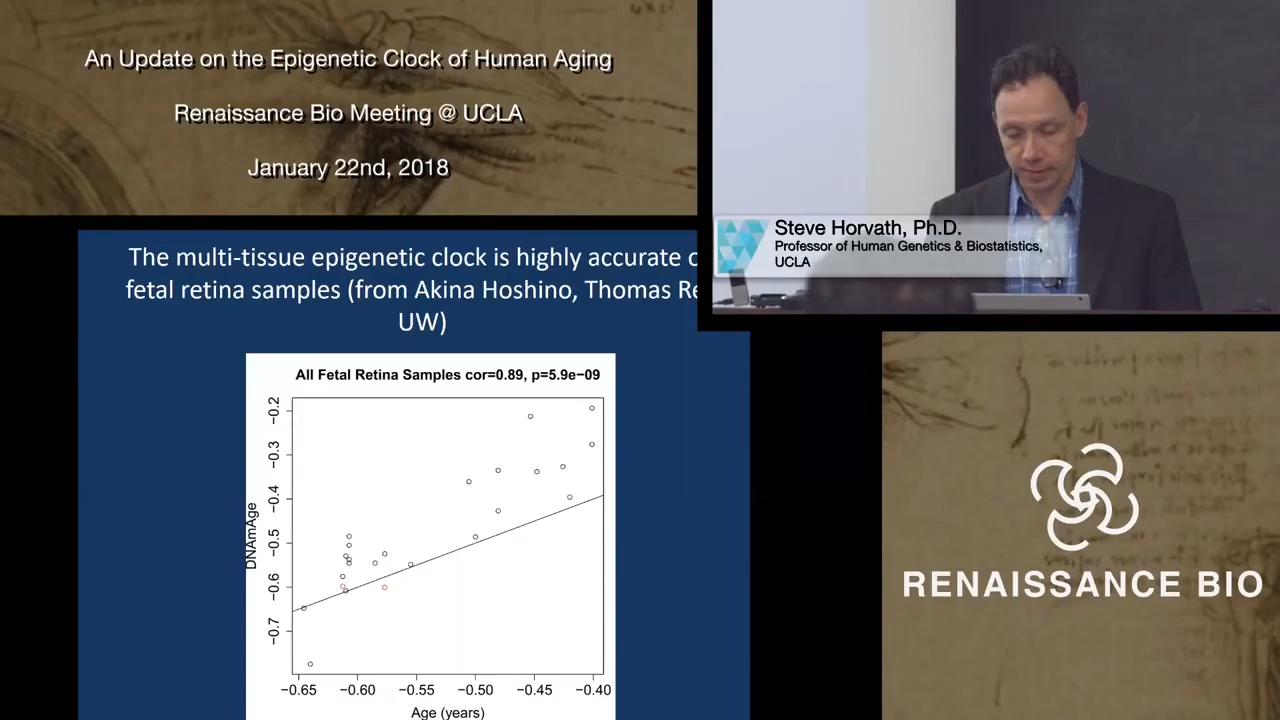 An Update on the Epigenetic Clock of Human Aging
Renaissance Bio Meeting @ UCLA
January 22nd, 2018
Steve Horvath, Ph.D.
Professor of Human Genetics & Biostatistics,
UCLA
The multi-tissue epigenetic clock is highly accurate
fetal retina samples (from Akina Hoshino, Thomas
UW)
All Fetal Retina Samples cor=0.89, p=5.9e−09
DNAmAge
−0.2
−0.3
−0.4
−0.5
−0.6
−0.7
−0.65 −0.60 −0.55 −0.50 −0.45 −0.40
Age (years)
RENAISSANCE BIO